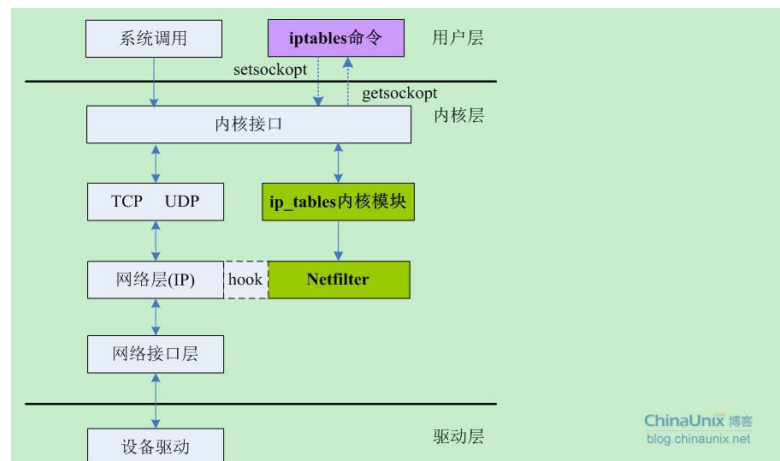 系统调用
iptables命令
用户层
setsockopt
getsockopt
内核接口
内核层
TCP UDP
ip_tables内核模块
网络层(IP)
hook
Netfilter
网络接口层
设备驱动
驱动层
ChinaUnix 博客
blog.chinaunix.net